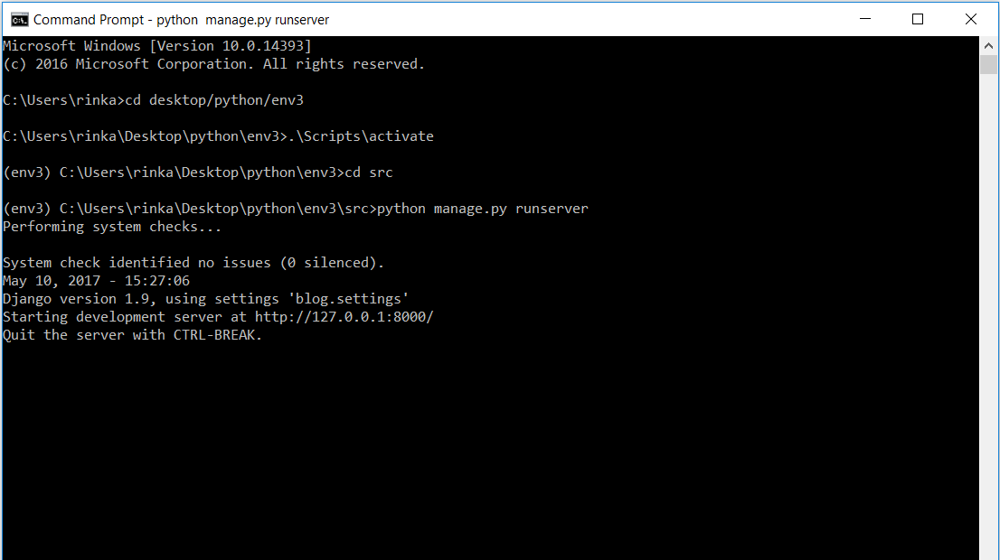 Command Prompt - python  manage.py runserver
Microsoft Windows [Version 10.0.14393]
(c) 2016 Microsoft Corporation. All rights reserved.
C:\Users\rinka>cd desktop/python/env3
C:\Users\rinka\Desktop\python\env3>.\Scripts\activate
(env3) C:\Users\rinka\Desktop\python\env3>cd src
(env3) C:\Users\rinka\Desktop\python\env3\src>python manage.py runserver
Performing system checks...
System check identified no issues (0 silenced).
May 10, 2017 - 15:27:06
Django version 1.9, using settings 'blog.settings'
Starting development server at http://127.0.0.1:8000/
Quit the server with CTRL-BREAK.